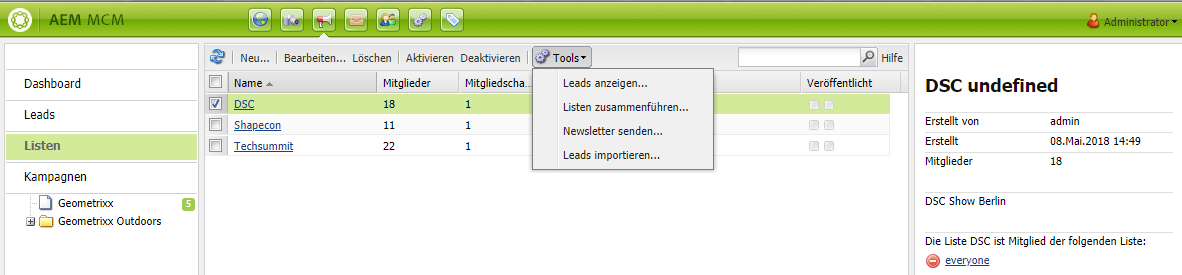 AEM MCM
Administrator
Dashboard
Leads
Listen
Kampagnen
Geometrixx 5
Geometrixx Outdoors
Neu... Bearbeiten... Löschen Aktivieren Deaktivieren Tools Hilfe
Name Mitglieder Mitgliedscha... Veröffentlicht
DSC 18 1
Shapecon 11 1
Techsummit 22 1
Leads anzeigen...
Listen zusammenführen...
Newsletter senden...
Leads importieren...
DSC undefined
Erstellt von admin
Erstellt 08.Mai.2018 14:49
Mitglieder 18
DSC Show Berlin
Die Liste DSC ist Mitglied der folgenden Liste:
everyone